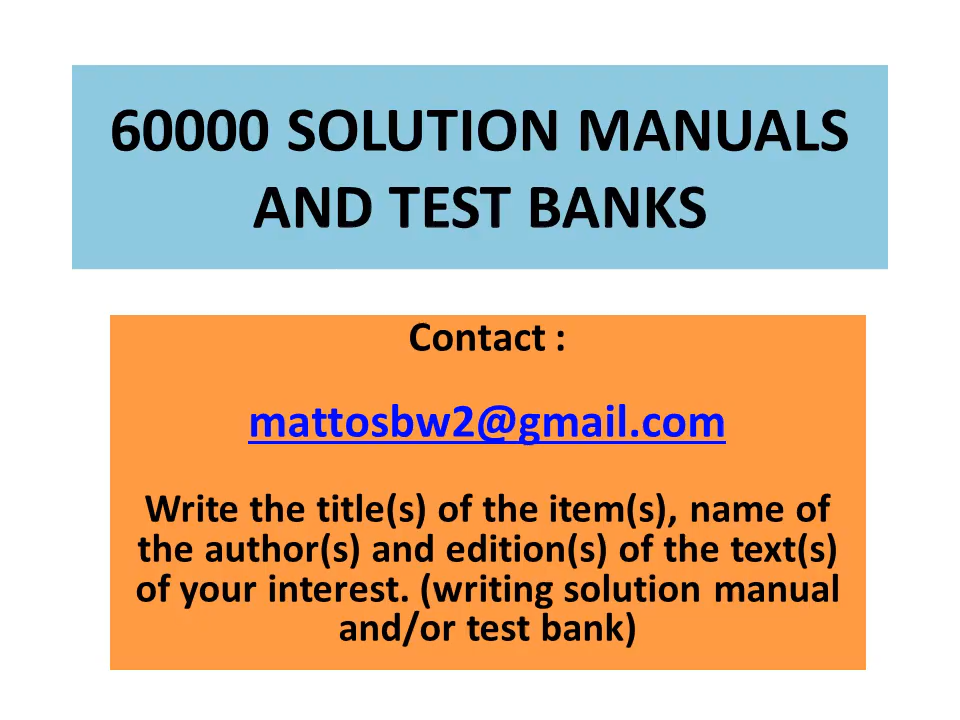 60000 SOLUTION MANUALS
AND TEST BANKS
Contact :
mattosbw2@gmail.com
Write the title(s) of the item(s), name of
the author(s) and edition(s) of the text(s)
of your interest. (writing solution manual
and/or test bank)